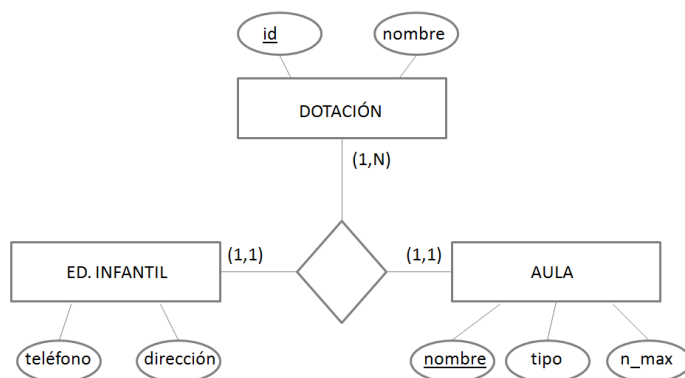 id
nombre
DOTACIÓN
(1,N)
(1,1)
(1,1)
ED. INFANTIL
AULA
teléfono
dirección
nombre
tipo
n_max